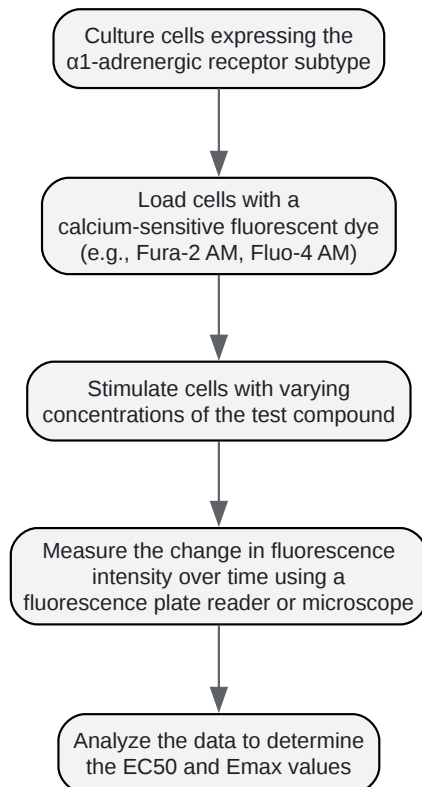 Culture cells expressing the
α1-adrenergic receptor subtype
Load cells with a
calcium-sensitive fluorescent dye
(e.g., Fura-2 AM, Fluo-4 AM)
Stimulate cells with varying
concentrations of the test compound
Measure the change in fluorescence
intensity over time using a
fluorescence plate reader or microscope
Analyze the data to determine
the EC50 and Emax values